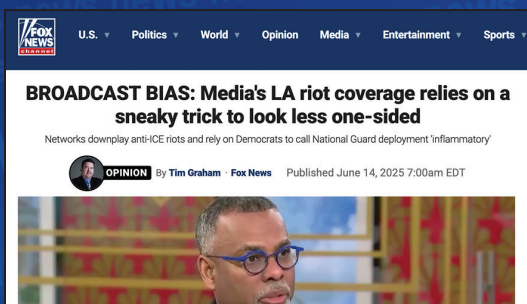 FOX
NEWS
channel
U.S. Politics World Opinion Media Entertainment Sports
BROADCAST BIAS: Media's LA riot coverage relies on a
sneaky trick to look less one-sided
Networks downplay anti-ICE riots and rely on Democrats to call National Guard deployment 'inflammatory'
OPINION By Tim Graham · Fox News Published June 14, 2025 7:00am EDT